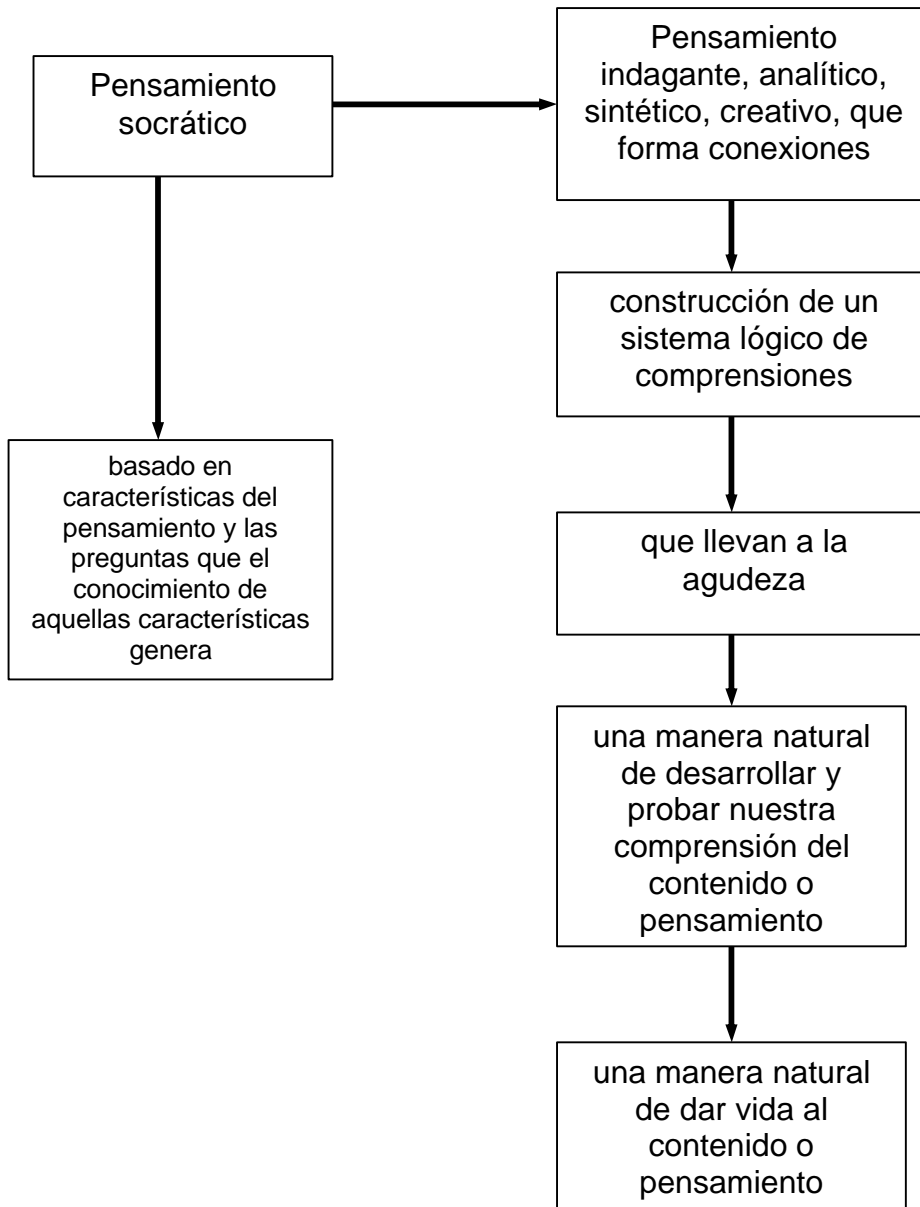 Pensamiento
socrático
Pensamiento
indagante, analítico,
sintético, creativo, que
forma conexiones
construcción de un
sistema lógico de
comprensiones
basado en
características del
pensamiento y las
preguntas que el
conocimiento de
aquellas características
genera
que llevan a la
agudeza
una manera natural
de desarrollar y
probar nuestra
comprensión del
contenido o
pensamiento
una manera natural
de dar vida al
contenido o
pensamiento